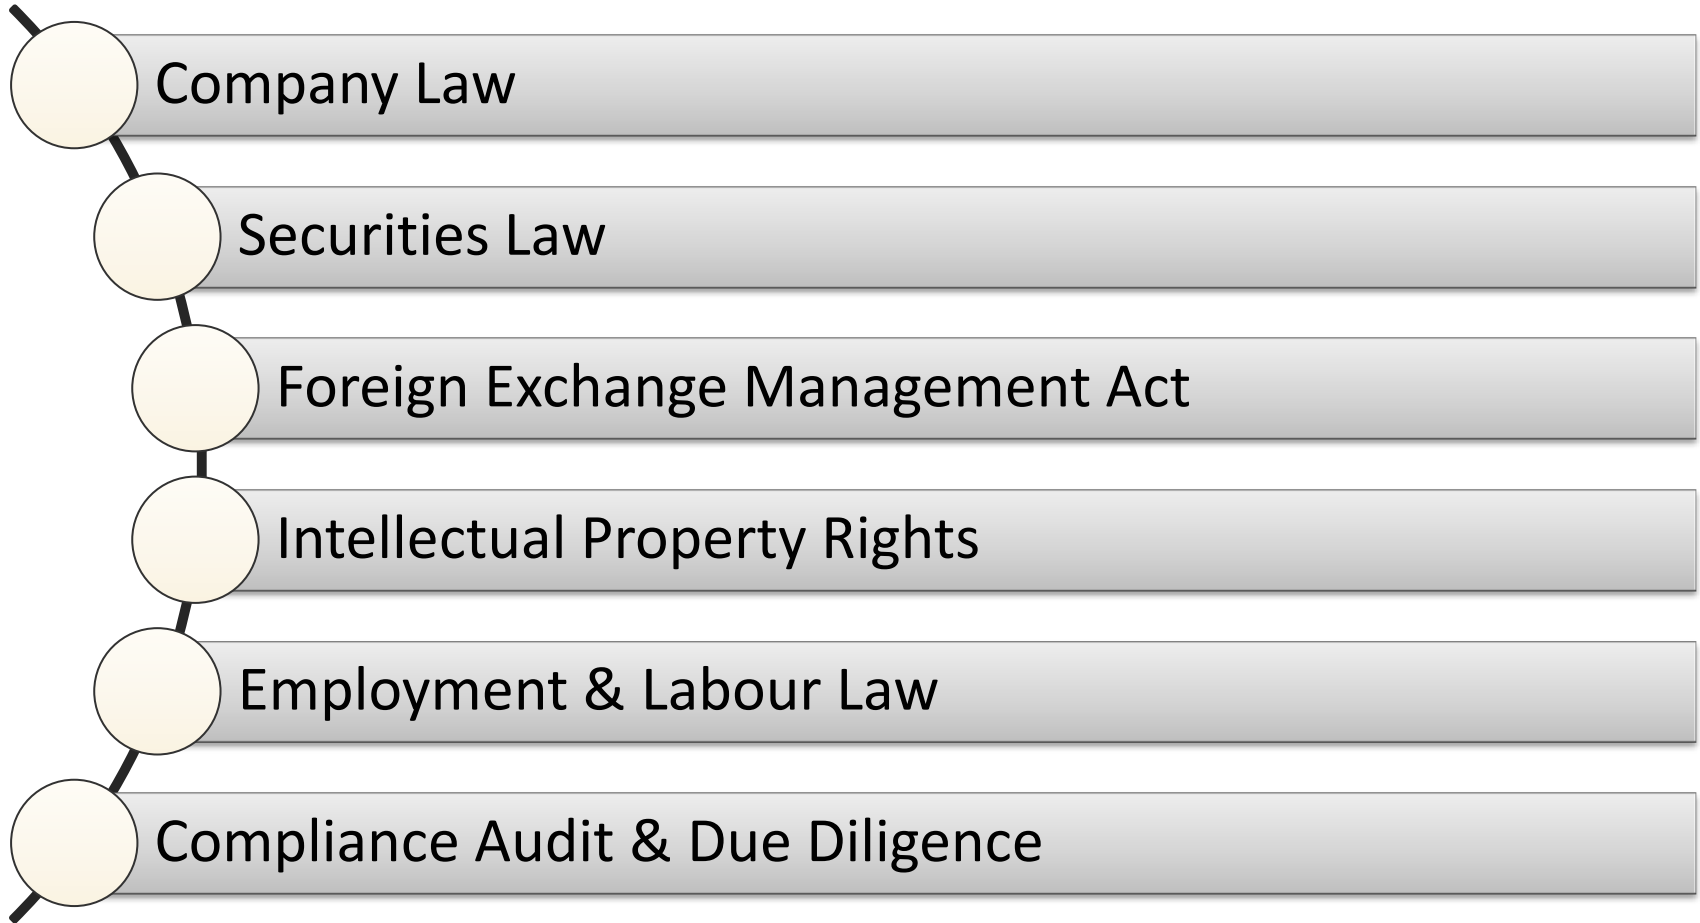 Company Law
Securities Law
Foreign Exchange Management Act
Intellectual Property Rights
Employment & Labour Law
Compliance Audit & Due Diligence